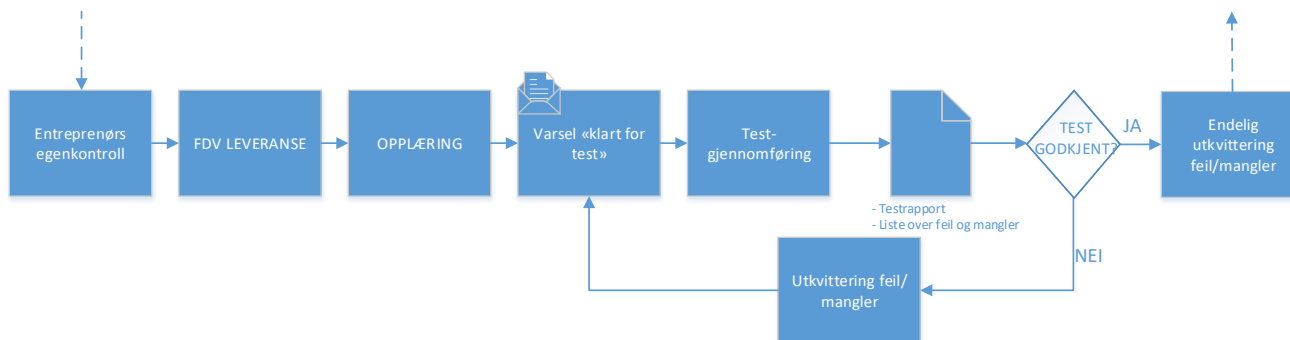 Entreprenørs
egenkontroll
FDV LEVERANSE
OPPLÆRING
Varsel «klart for
test»
Test-
gjennomføring
- Testrapport
- Liste over feil og mangler
TEST
GODKJENT?
JA
Endelig
utkvittering
feil/mangler
NEI
Utkvittering feil/
mangler